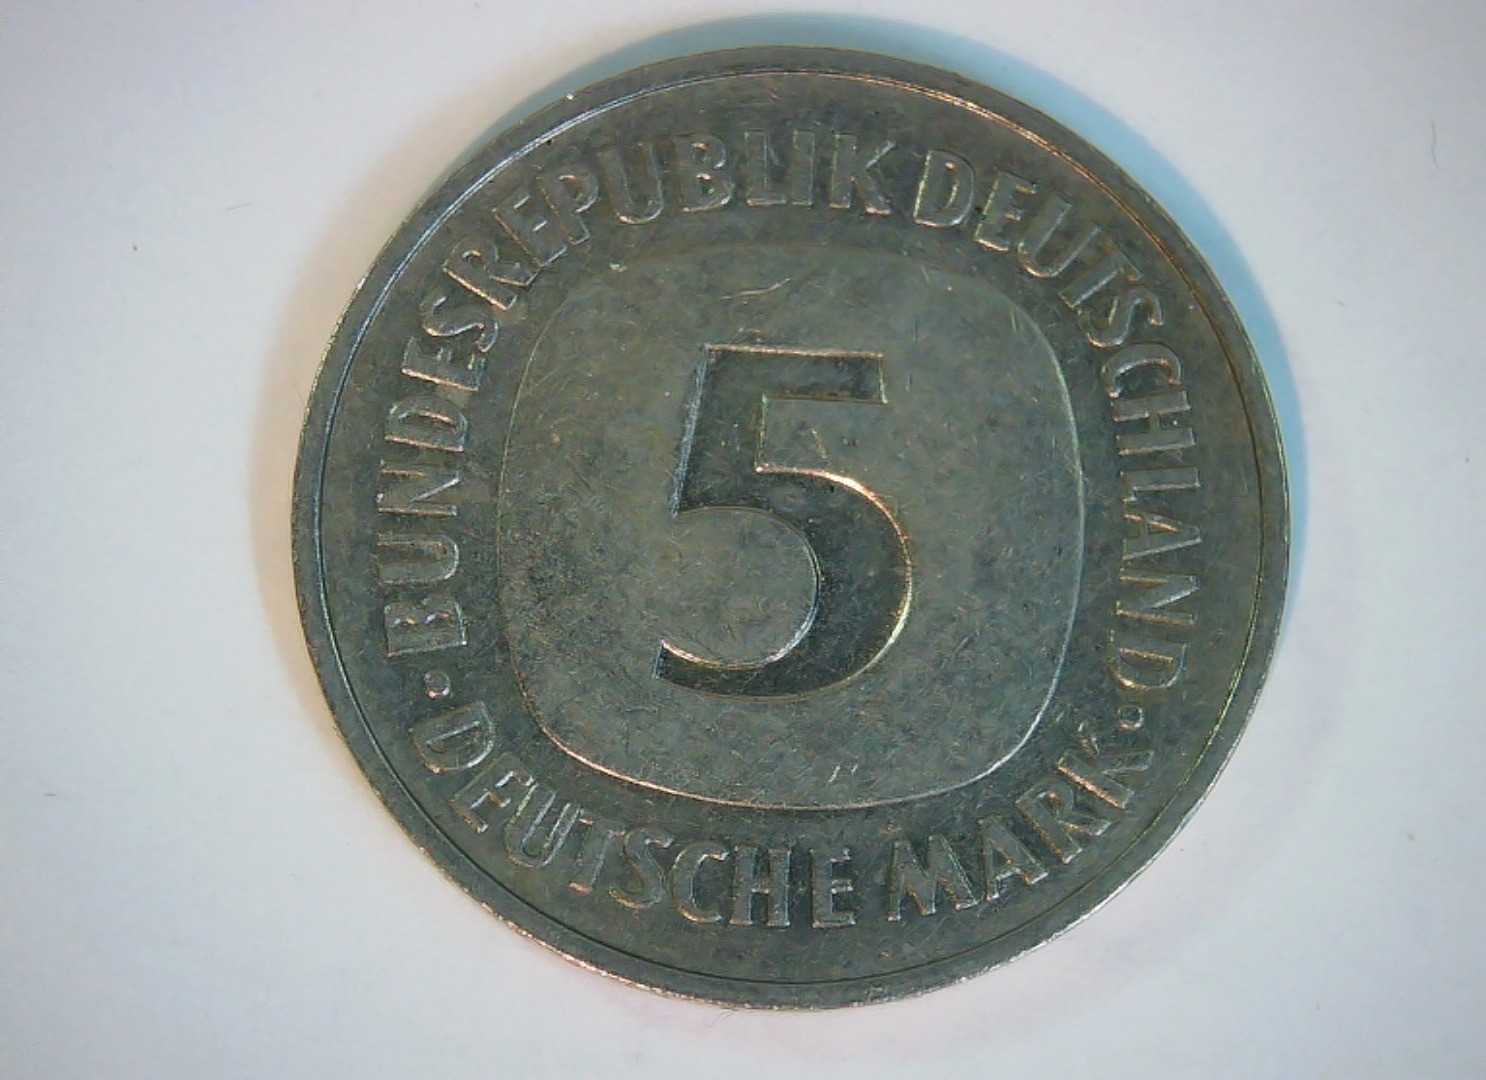 BUNDESREPUBLIK DEUTSCHLAND
5
DEUTSCHE MARK